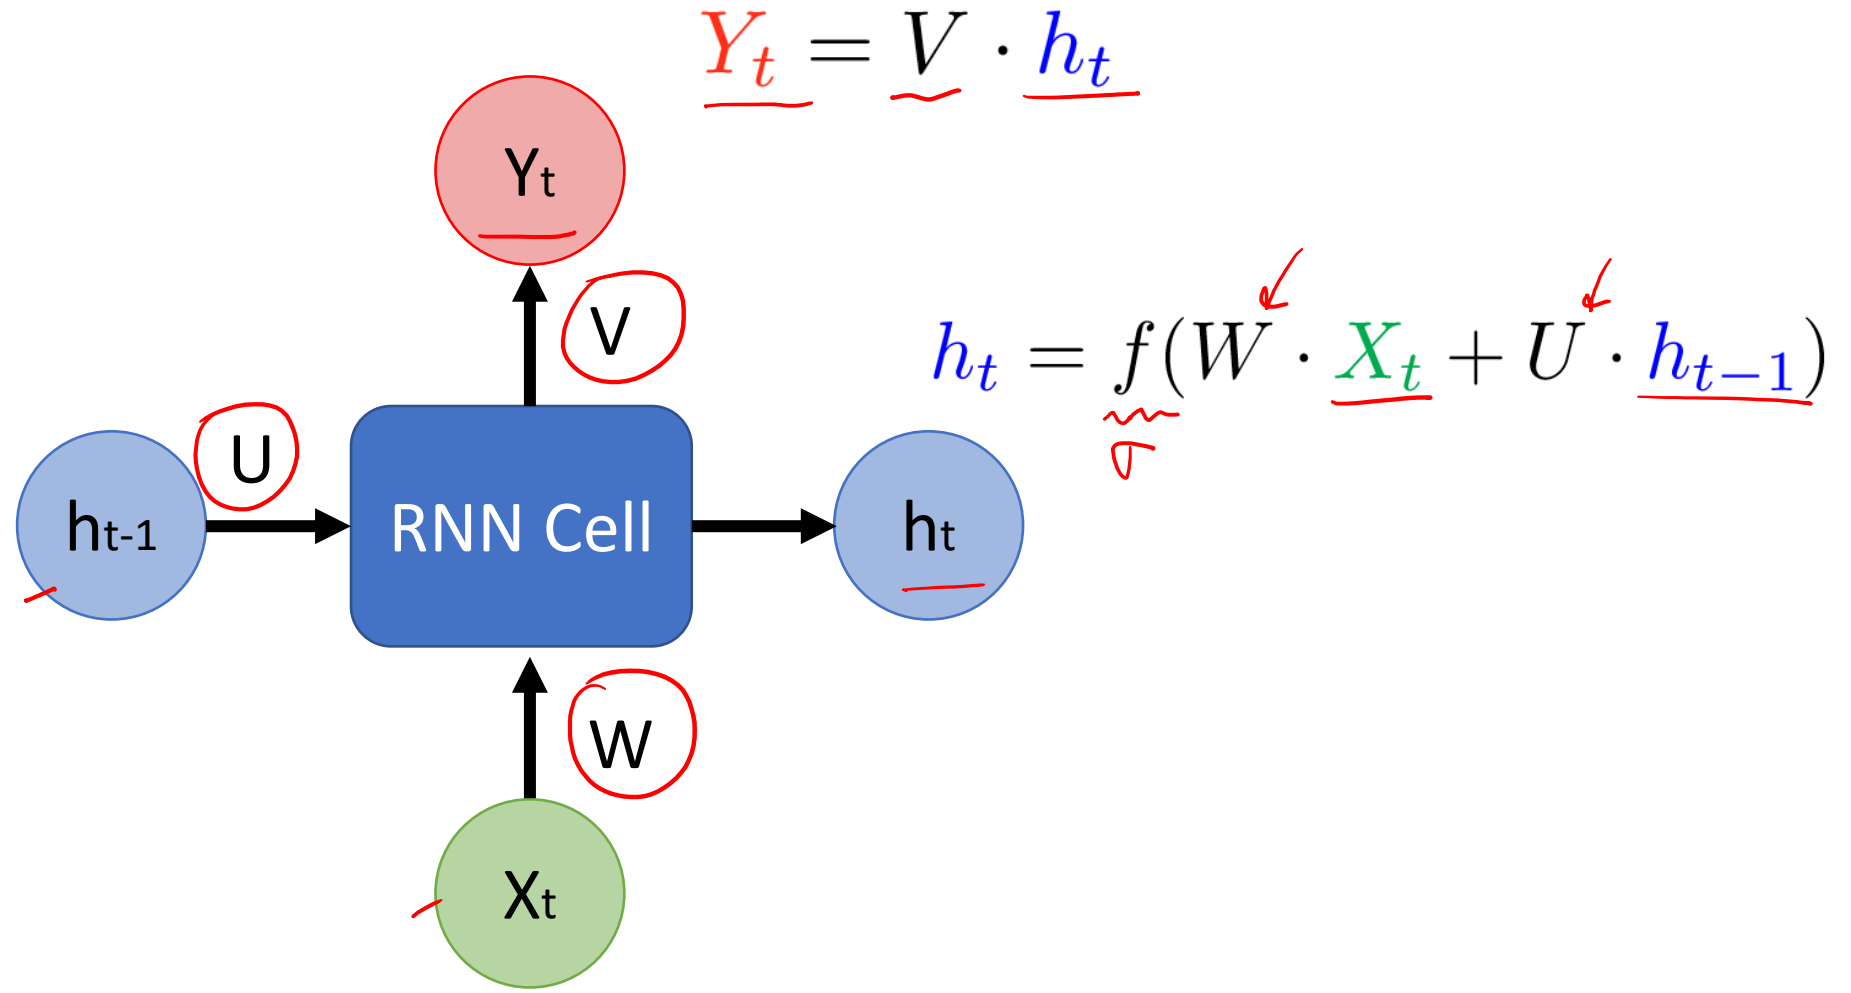 Yt = V · ht
Yt
V
ht = f(W · Xt + U · ht−1)
σ
U
ht-1
RNN Cell
ht
W
Xt